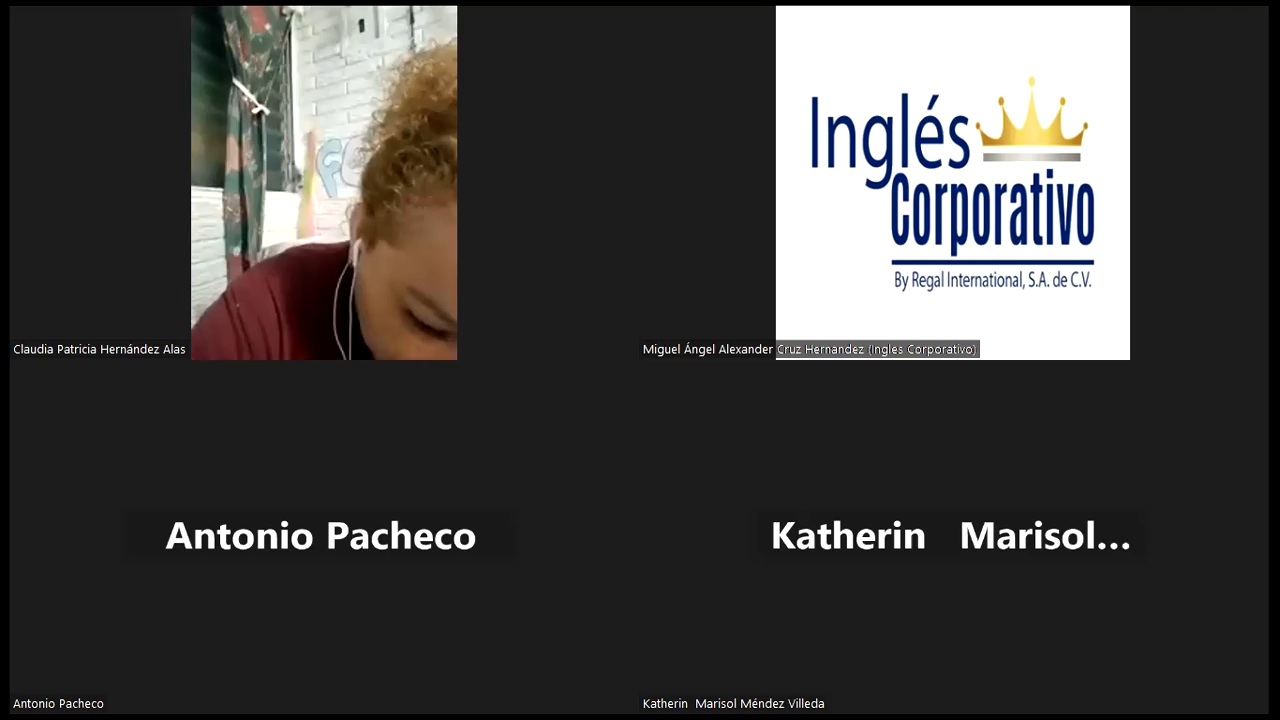 Inglés
Corporativo
By Regal International, S.A. de C.V.
Claudia Patricia Hernández Alas
Miguel Ángel Alexander Cruz Hernandez (Ingles Corporativo)
Antonio Pacheco
Katherin Marisol...
Antonio Pacheco
Katherin Marisol Méndez Villeda